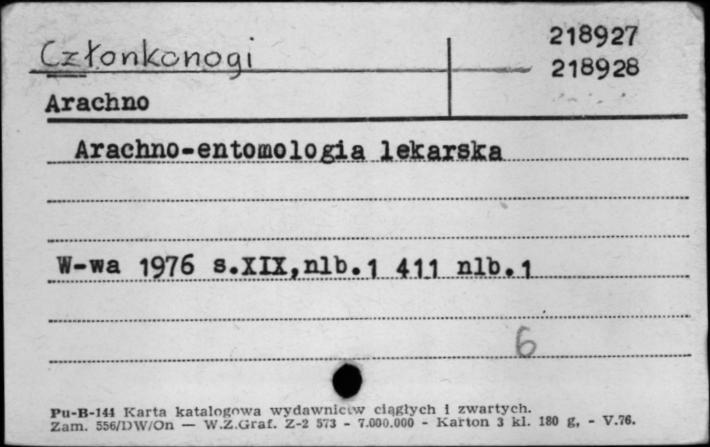 218927
Członkonogi
218928
Arachno
Arachno-entomologia lekarska
W-wa 1976 s.XIX,nlb.1 411 nlb.1
6
Pu-B-144 Karta katalogowa wydawnictw ciągłych i zwartych.
Zam. 556/DW/On — W.Z.Graf. Z-2 573 - 7.000.000 - Karton 3 kl. 180 g, - V.76.